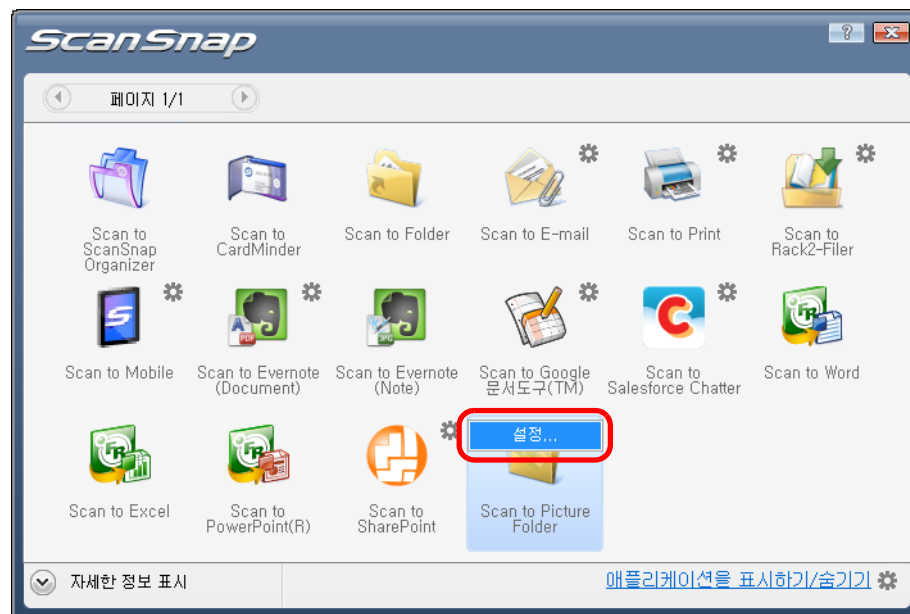 ScanSnap
페이지 1/1
Scan to
ScanSnap
Organizer
Scan to
CardMinder
Scan to Folder
Scan to E-mail
Scan to Print
Scan to
Rack2-Filer
Scan to Mobile
Scan to Evernote
(Document)
Scan to Evernote
(Note)
Scan to Google
문서도구(TM)
Scan to
Salesforce Chatter
Scan to Word
Scan to Excel
Scan to
PowerPoint(R)
Scan to
SharePoint
설정...
Scan to Picture
Folder
자세한 정보 표시
애플리케이션을 표시하기/숨기기